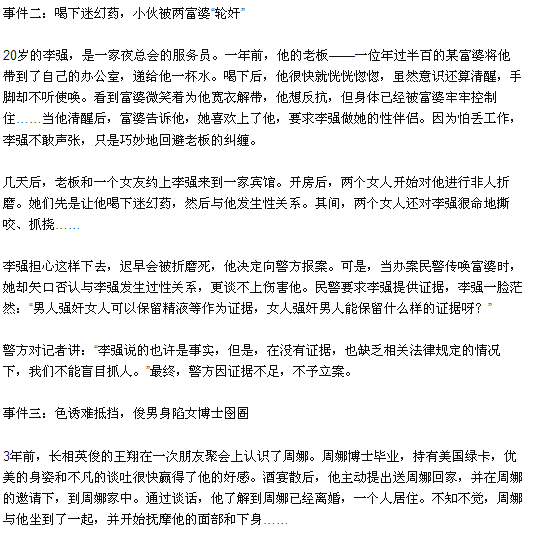 事件二：喝下迷幻药，小伙被两富婆“轮奸”
20岁的李强，是一家夜总会的服务员。一年前，他的老板——一位年过半百的某富婆将他
带到了自己的办公室，递给他一杯水。喝下后，他很快就恍恍惚惚，虽然意识还算清醒，手
脚却不听使唤。看到富婆微笑着为他宽衣解带，他想反抗，但身体已经被富婆牢牢控制
住……当他清醒后，富婆告诉他，她喜欢上了他，要求李强做她的性伴侣。因为怕丢工作，
李强不敢声张，只是巧妙地回避老板的纠缠。
几天后，老板和一个女友约上李强来到一家宾馆。开房后，两个女人开始对他进行非人折
磨。她们先是让他喝下迷幻药，然后与他发生性关系。其间，两个女人还对李强狠命地撕
咬、抓挠……
李强担心这样下去，迟早会被折磨死，他决定向警方报案。可是，当办案民警传唤富婆时，
她却矢口否认与李强发生过性关系，更谈不上伤害他。民警要求李强提供证据，李强一脸茫
然：“男人强奸女人可以保留精液等作为证据，女人强奸男人能保留什么样的证据呀？”
警方对记者讲：“李强说的也许是事实，但是，在没有证据，也缺乏相关法律规定的情况
下，我们不能盲目抓人。”最终，警方因证据不足，不予立案。
事件三：色诱难抵挡，俊男身陷女博士囹圄
3年前，长相英俊的王翔在一次朋友聚会上认识了周娜。周娜博士毕业，持有美国绿卡，优
美的身姿和不凡的谈吐很快赢得了他的好感。酒宴散后，他主动提出送周娜回家，并在周娜
的邀请下，到周娜家中。通过谈话，他了解到周娜已经离婚，一个人居住。不知不觉，周娜
与他坐到了一起，并开始抚摩他的面部和下身……